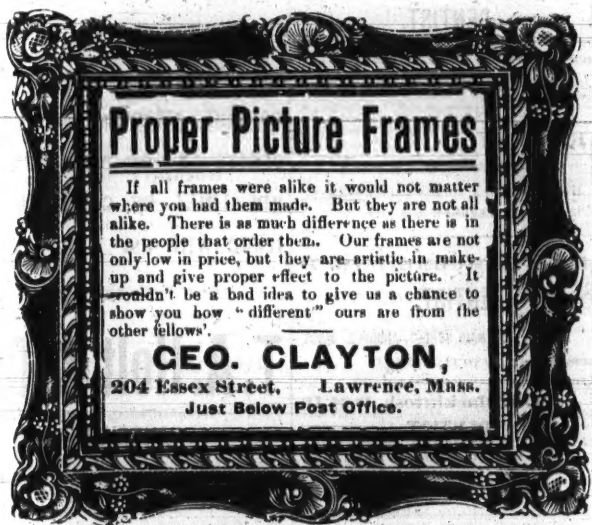 Proper Picture Frames
If all frames were alike it would not matter
where you had them made. But they are not all
alike. There is as much difference as there is in
the people that order them. Our frames are not
only low in price, but they are artistic in make-
up and give proper effect to the picture. It
wouldn't be a bad idea to give us a chance to
show you how "different" ours are from the
other fellows'.
GEO. CLAYTON,
204 Essex Street, Lawrence, Mass.
Just Below Post Office.